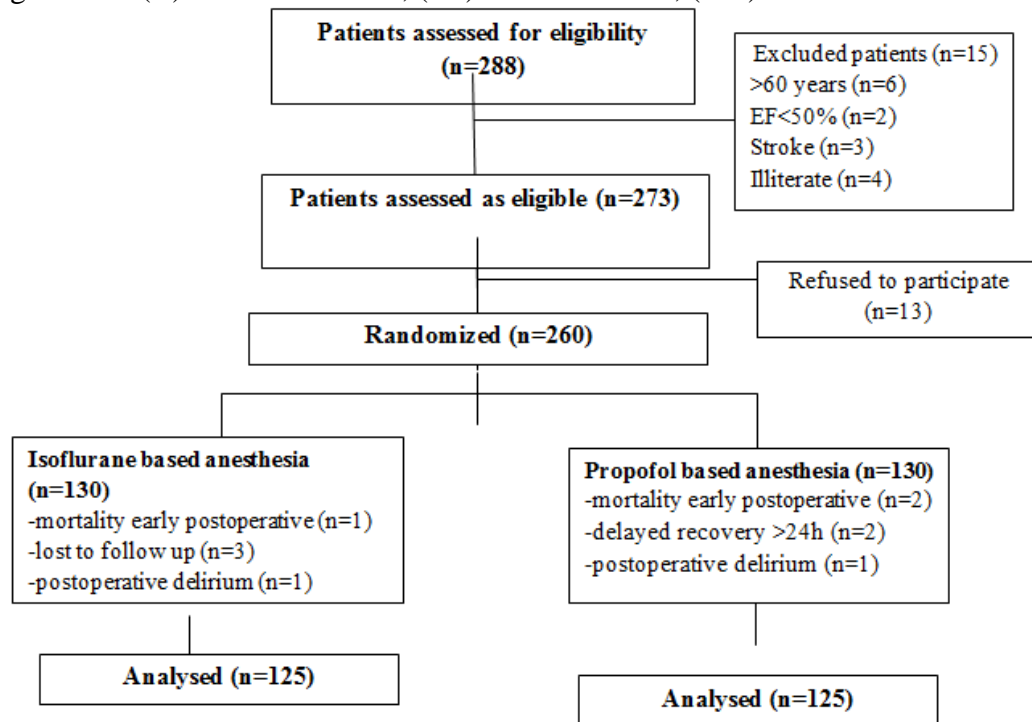 Patients assessed for eligibility
(n=288)
Excluded patients (n=15)
>60 years (n=6)
EF<50% (n=2)
Stroke (n=3)
Illiterate (n=4)
Patients assessed as eligible (n=273)
Refused to participate
(n=13)
Randomized (n=260)
Isoflurane based anesthesia
(n=130)
-mortality early postoperative (n=1)
-lost to follow up (n=3)
-postoperative delirium (n=1)
Propofol based anesthesia (n=130)
-mortality early postoperative (n=2)
-delayed recovery >24h (n=2)
-postoperative delirium (n=1)
Analysed (n=125)
Analysed (n=125)